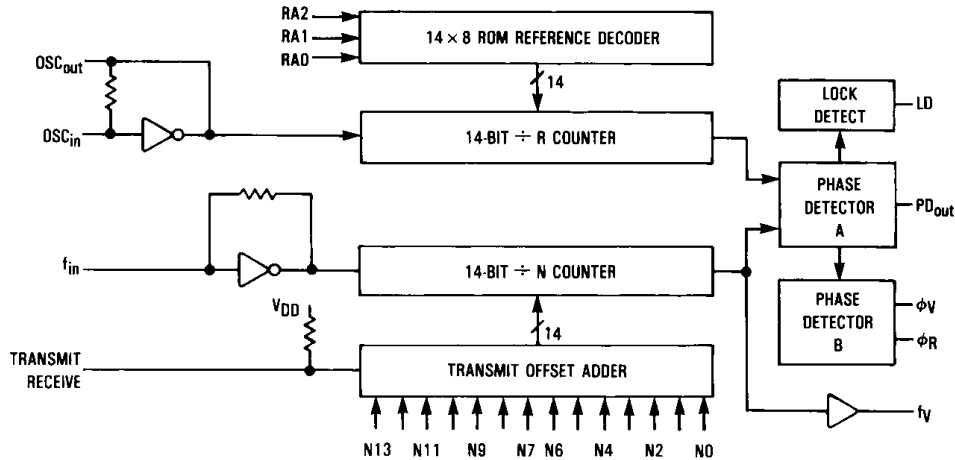 RA2
RA1
RA0
14 × 8 ROM REFERENCE DECODER
OSCout
14
LOCK
DETECT
LD
OSCin
14-BIT ÷ R COUNTER
PHASE
DETECTOR
A
PDout
fin
14-BIT ÷ N COUNTER
VDD
14
PHASE
DETECTOR
B
ϕV
ϕR
TRANSMIT
RECEIVE
TRANSMIT OFFSET ADDER
fV
N13 N11 N9 N7 N6 N4 N2 N0